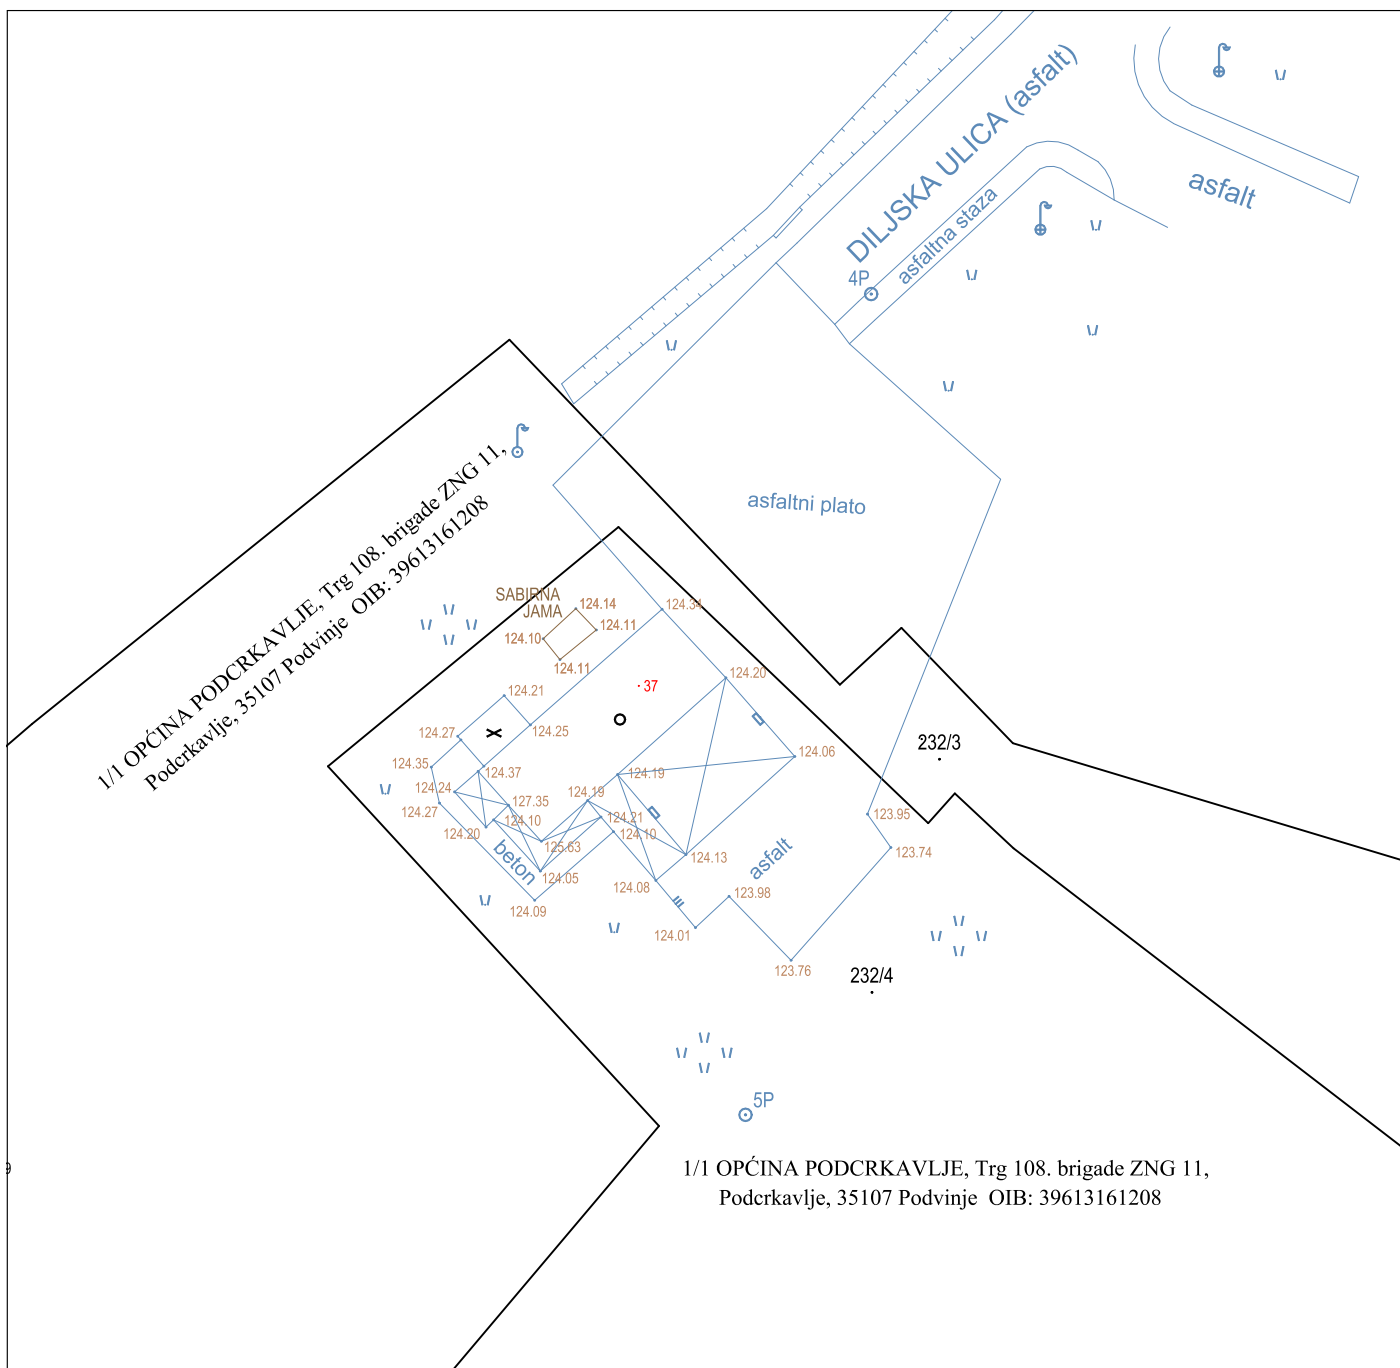 DILJSKA ULICA (asfalt)
asfalt
asfaltna staza
4P
asfaltni plato
1/1 OPĆINA PODCRKAVLJE, Trg 108. brigade ZNG 11,
Podcrkavlje, 35107 Podvinje OIB: 39613161208
SABIRNA
JAMA
124.14
124.34
124.11
124.10
124.11
124.20
37
124.21
124.25
124.27
232/3
124.06
124.35
124.37
124.19
124.24
124.19
127.35
124.27
124.21
123.95
124.20
124.10
124.10
125.63
beton
124.13
asfalt
123.74
124.05
124.08
123.98
124.09
124.01
123.76
232/4
5P
1/1 OPĆINA PODCRKAVLJE, Trg 108. brigade ZNG 11,
Podcrkavlje, 35107 Podvinje OIB: 39613161208